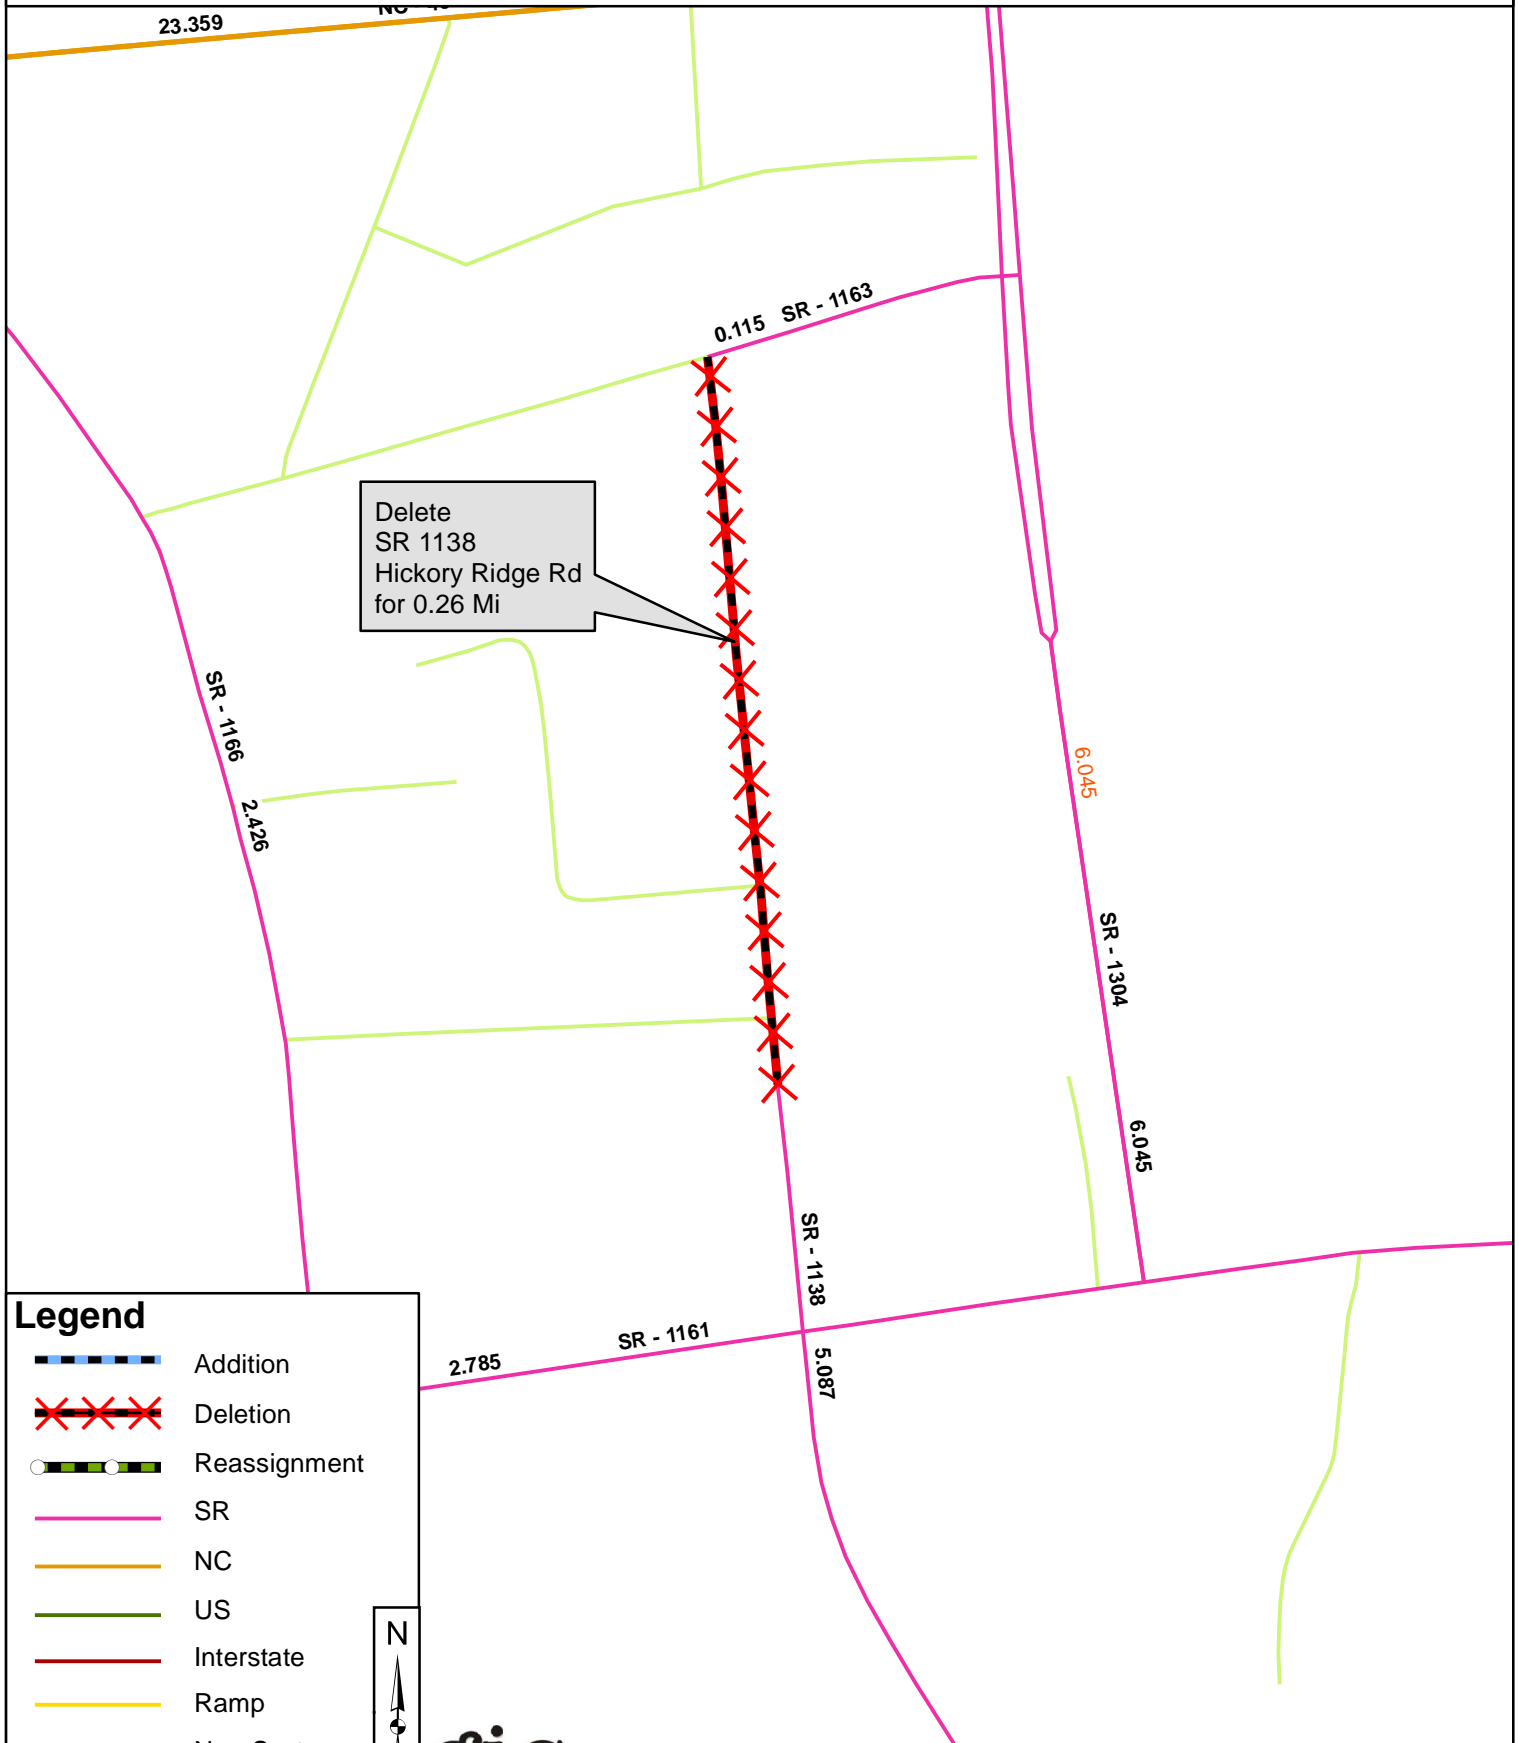 23.359
NC
0.115 SR - 1163
Delete
SR 1138
Hickory Ridge Rd
for 0.26 Mi
SR - 1166
2.426
6.045
SR - 1304
6.045
SR - 1138
5.087
SR - 1161
2.785
Legend
Addition
Deletion
Reassignment
SR
NC
US
Interstate
Ramp
N